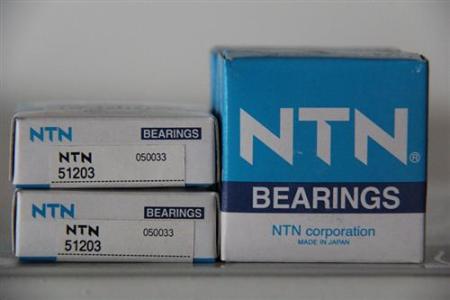 NTN BEARINGS
NTN 050033
51203
NTN BEARINGS
NTN 050033
51203
NTN®
BEARINGS
NTN corporation
MADE IN JAPAN